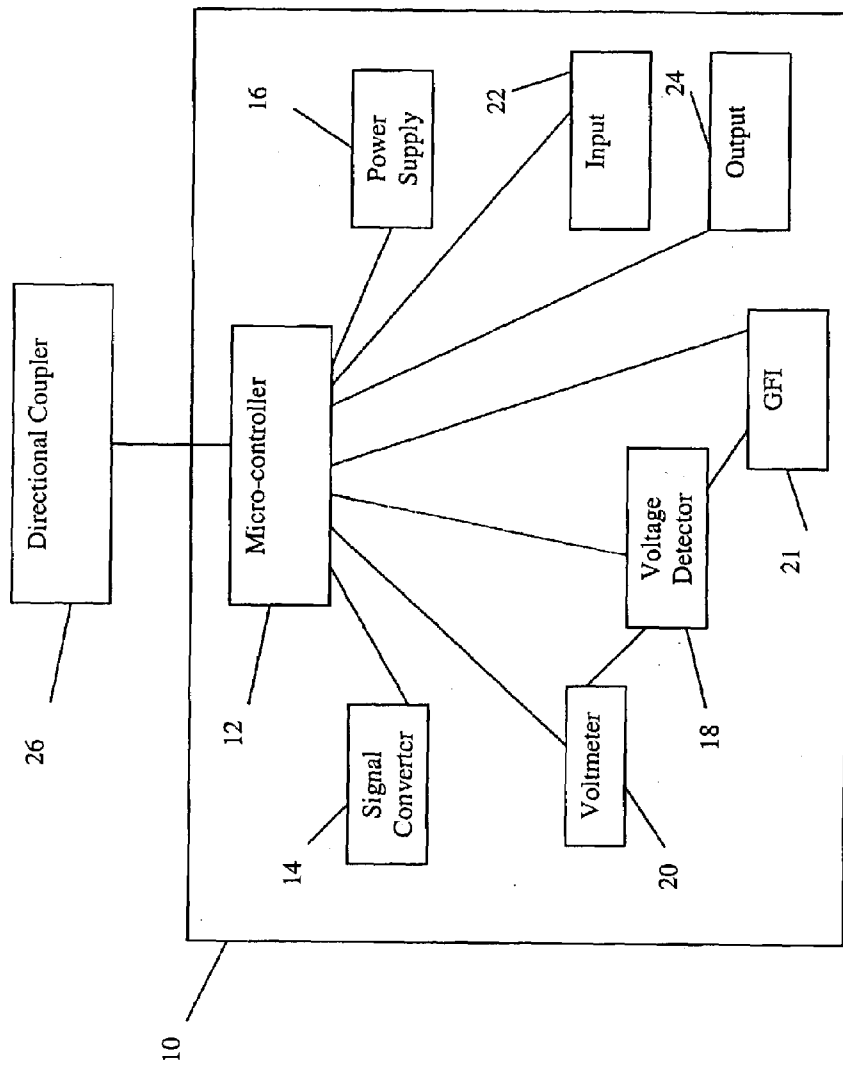 26
Directional Coupler
10
12
Micro-controller
14
Signal
Converter
16
Power
Supply
20
Voltmeter
18
Voltage
Detector
21
GFI
22
Input
24
Output